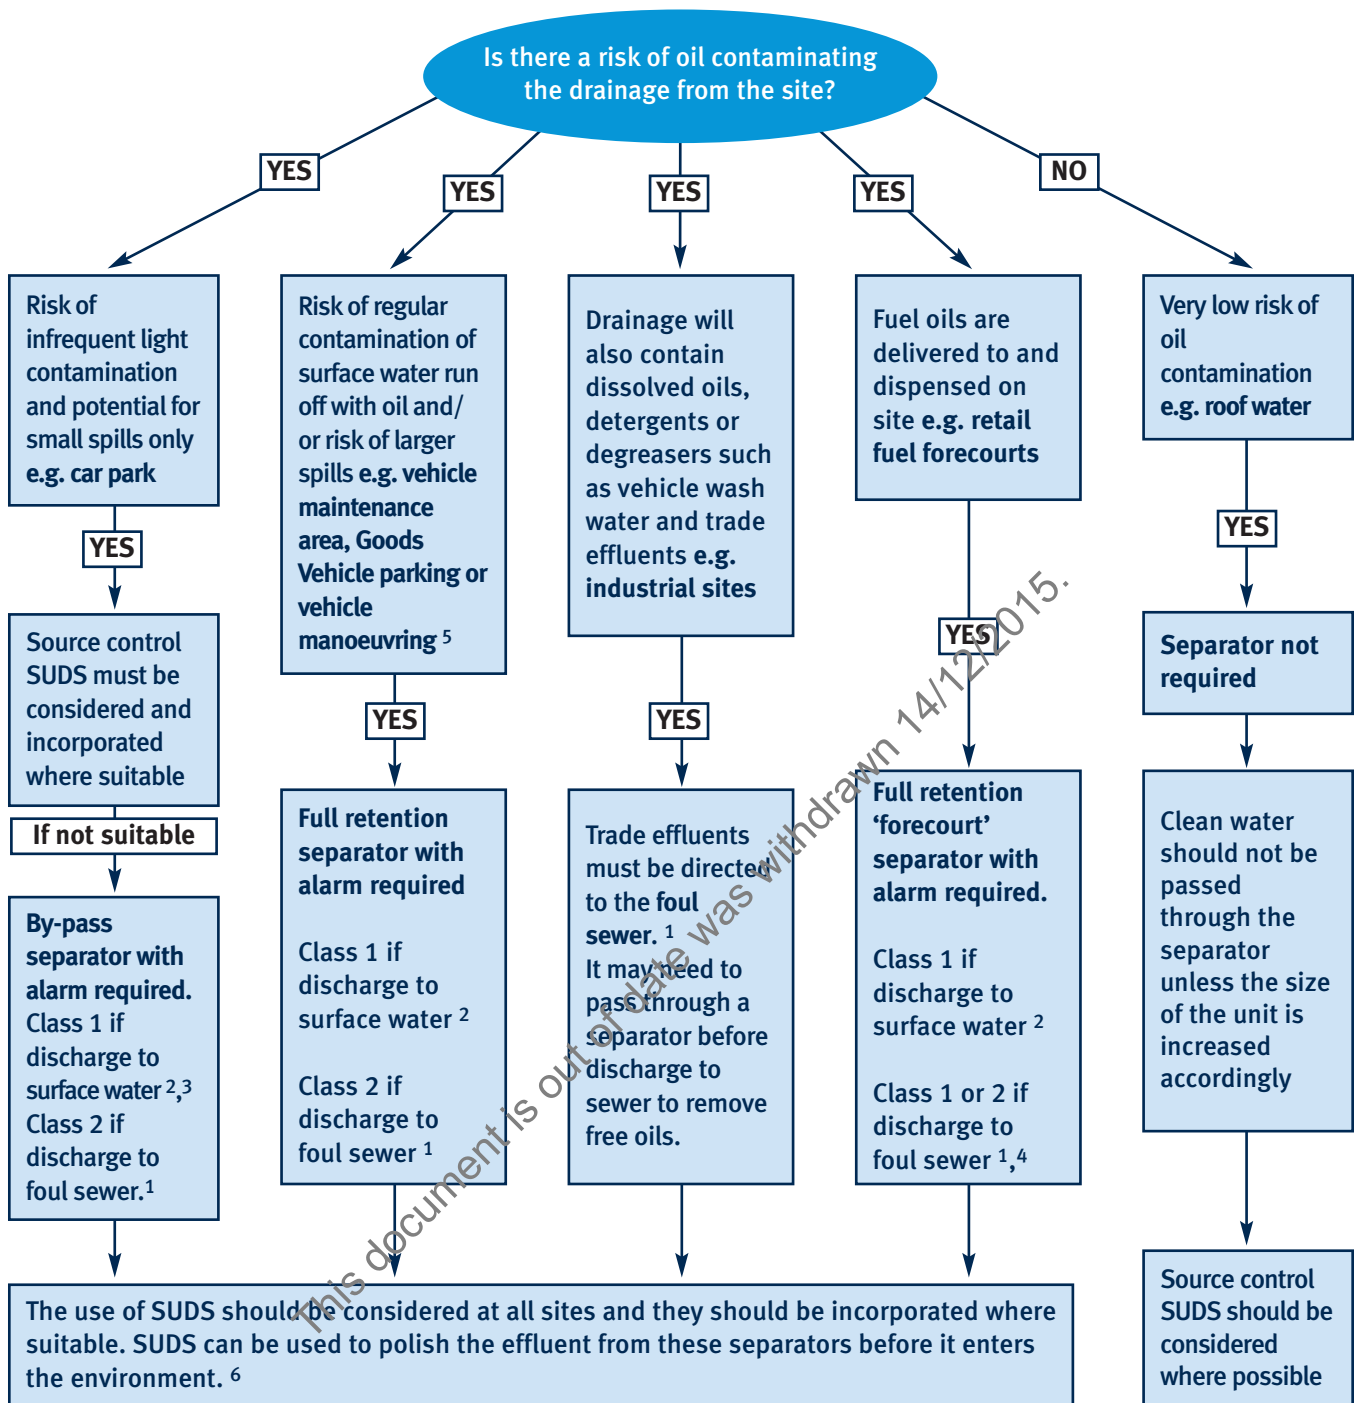 Is there a risk of oil contaminating
the drainage from the site?
YES
YES
YES
YES
NO
Risk of
infrequent light
contamination
and potential for
small spills only
e.g. car park
YES
Source control
SUDS must be
considered and
incorporated
where suitable
If not suitable
By-pass
separator with
alarm required.
Class 1 if
discharge to
surface water 2,3
Class 2 if
discharge to
foul sewer.1
Risk of regular
contamination of
surface water run
off with oil and/
or risk of larger
spills e.g. vehicle
maintenance
area, Goods
Vehicle parking or
vehicle
manoeuvring 5
YES
Full retention
separator with
alarm required
Class 1 if
discharge to
surface water 2
Class 2 if
discharge to
foul sewer 1
Drainage will
also contain
dissolved oils,
detergents or
degreasers such
as vehicle wash
water and trade
effluents e.g.
industrial sites
YES
Trade effluents
must be directed
to the foul
sewer. 1
It may need to
pass through a
separator before
discharge to
sewer to remove
free oils.
Fuel oils are
delivered to and
dispensed on
site e.g. retail
fuel forecourts
YES
Full retention
‘forecourt’
separator with
alarm required.
Class 1 if
discharge to
surface water 2
Class 1 or 2 if
discharge to
foul sewer 1,4
Very low risk of
oil
contamination
e.g. roof water
YES
Separator not
required
Clean water
should not be
passed
through the
separator
unless the size
of the unit is
increased
accordingly
Source control
SUDS should be
considered
where possible
The use of SUDS should be considered at all sites and they should be incorporated where
suitable. SUDS can be used to polish the effluent from these separators before it enters
the environment. 6
This document is out of date was withdrawn 14/12/2015.